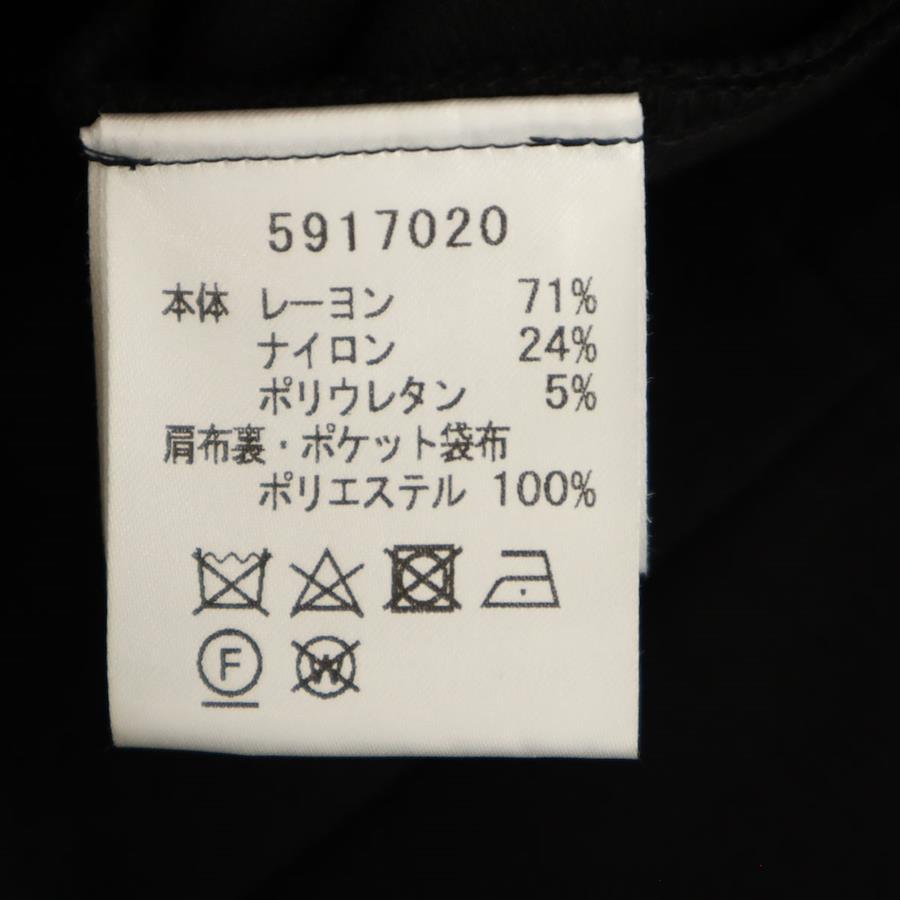 5917020
本体 レーヨン 71%
ナイロン 24%
ポリウレタン 5%
肩布裏・ポケット袋布
ポリエステル 100%
F W